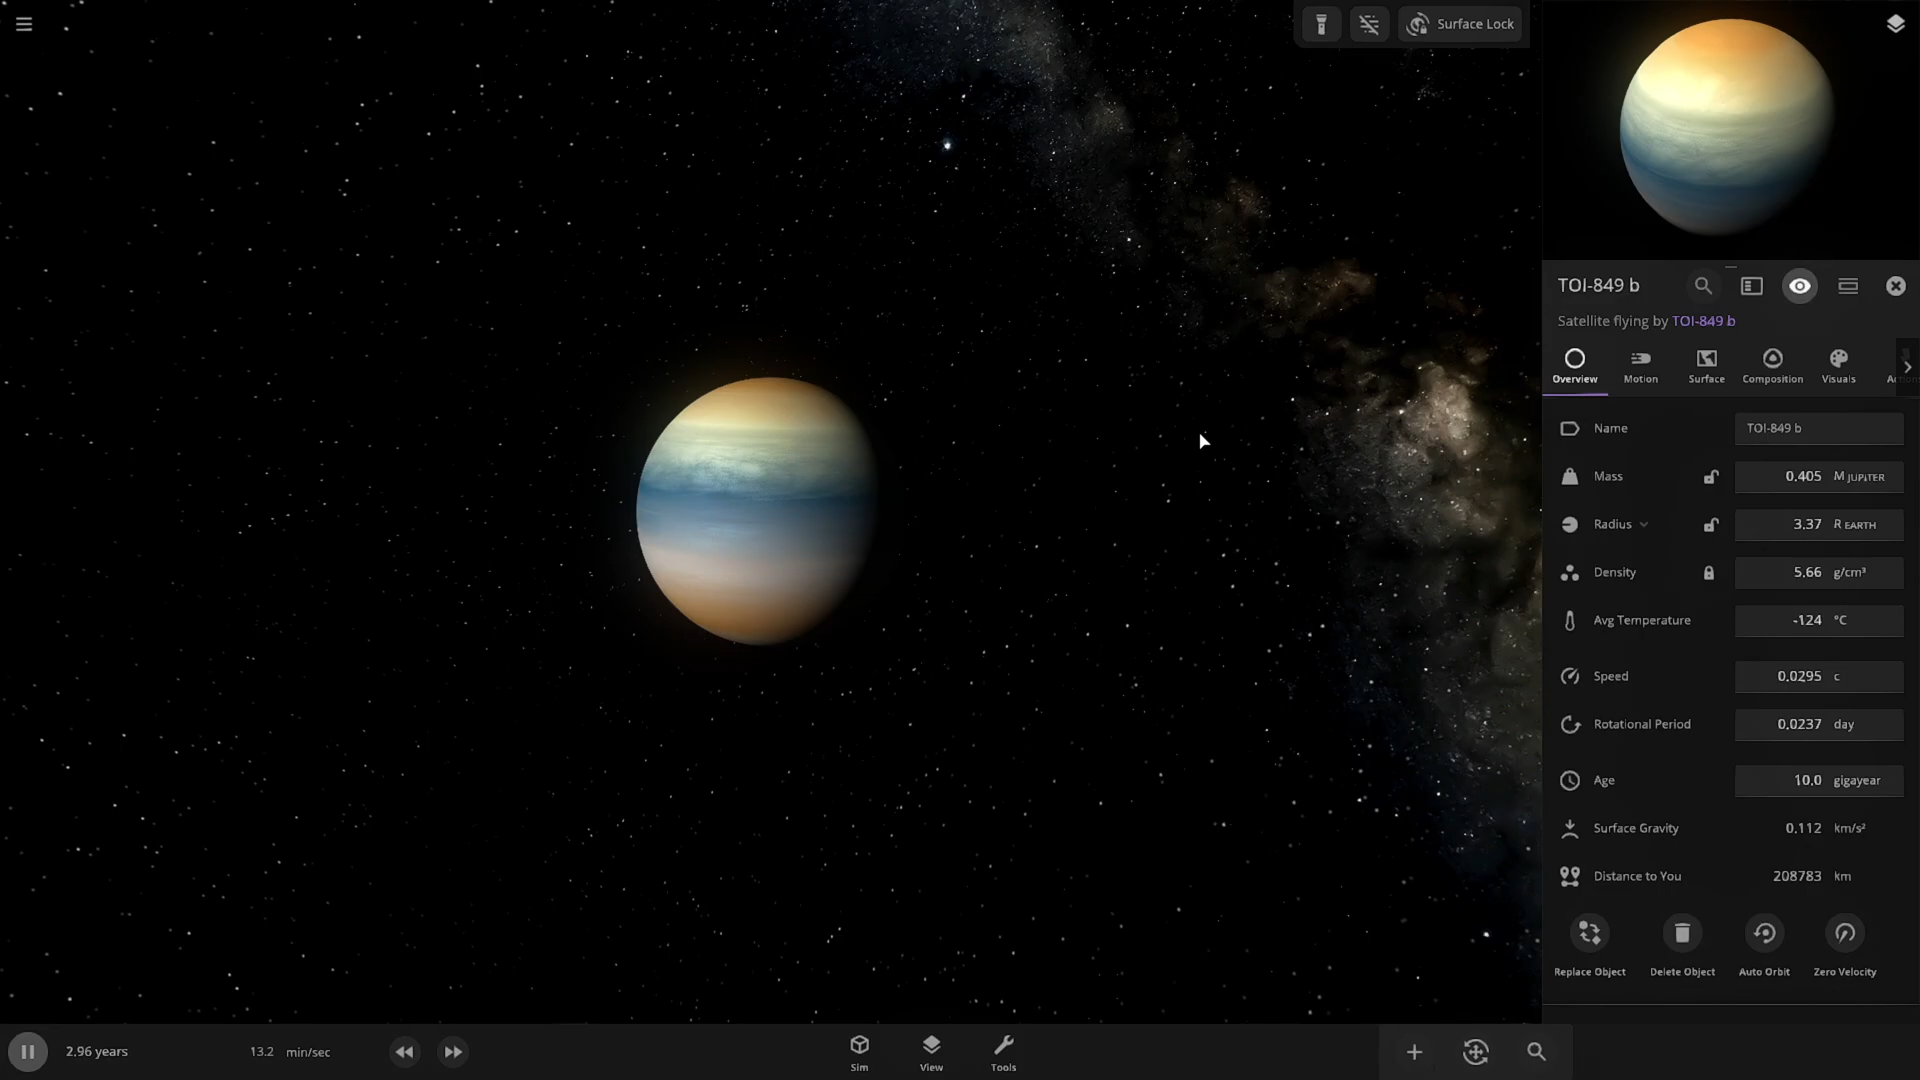 Surface Lock
TOI-849 b
Satellite flying by TOI-849 b
Overview Motion Surface Composition Visuals
Name TOI-849 b
Mass 0.405 M JUPITER
Radius 3.37 R EARTH
Density 5.66 g/cm³
Avg Temperature -124 °C
Speed 0.0295 c
Rotational Period 0.0237 day
Age 10.0 gigayear
Surface Gravity 0.112 km/s²
Distance to You 208783 km
Replace Object Delete Object Auto Orbit Zero Velocity
2.96 years 13.2 min/sec Sim View Tools